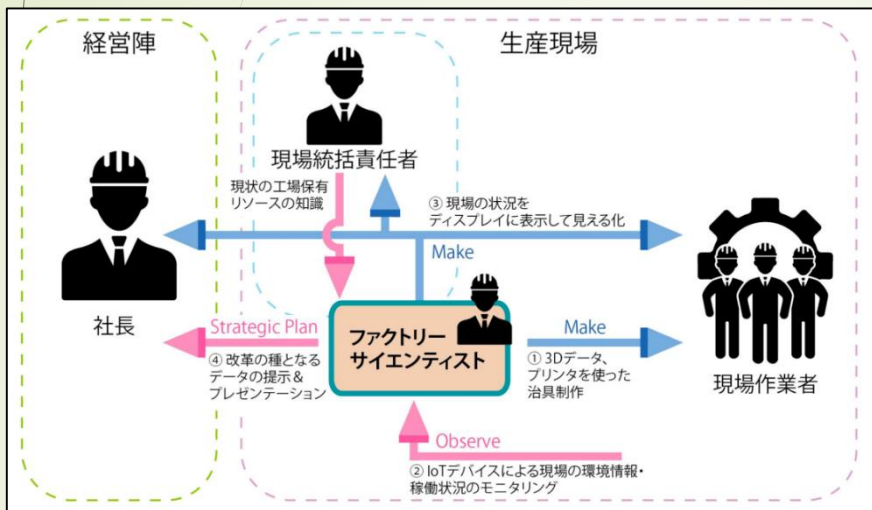 経営陣
生産現場
現場統括責任者
現状の工場保有
リソースの知識
③ 現場の状況を
ディスプレイに表示して見える化
Make
社長
Strategic Plan
④ 改革の種となる
データの提示＆
プレゼンテーション
ファクトリー
サイエンティスト
Make
① 3Dデータ、
プリンタを使った
治具制作
現場作業者
Observe
② IoTデバイスによる現場の環境情報・
稼働状況のモニタリング